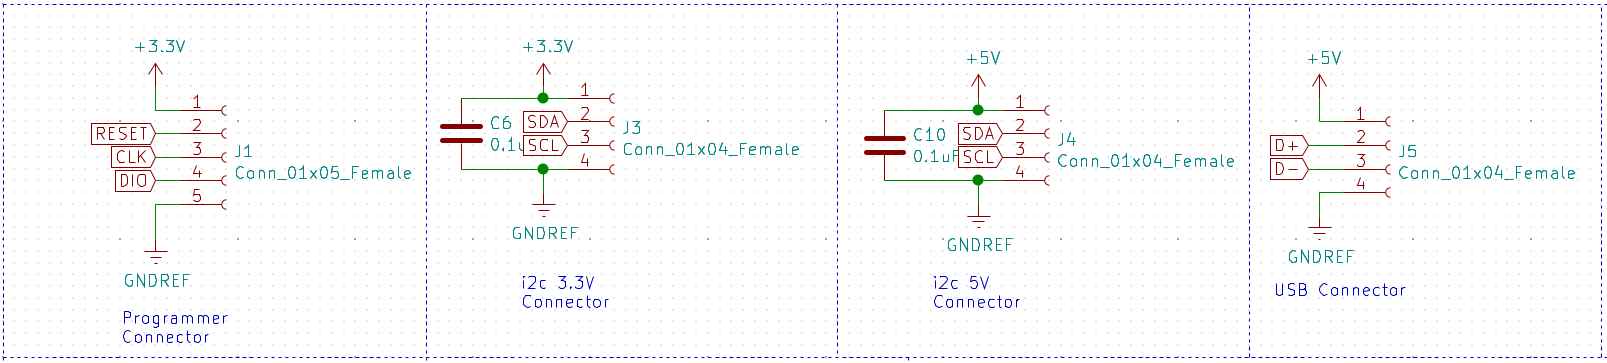 +3.3V
1
RESET 2
CLK 3
J1
DIO 4
Conn_01x05_Female
5
GNDREF
Programmer
Connector
+3.3V
1
C6
SDA 2
J3
0.1u
SCL 3
Conn_01x04_Female
4
GNDREF
i2c 3.3V
Connector
+5V
1
C10
SDA 2
J4
0.1uF
SCL 3
Conn_01x04_Female
4
GNDREF
i2c 5V
Connector
+5V
1
D+ 2
J5
D- 3
Conn_01x04_Female
4
GNDREF
USB Connector